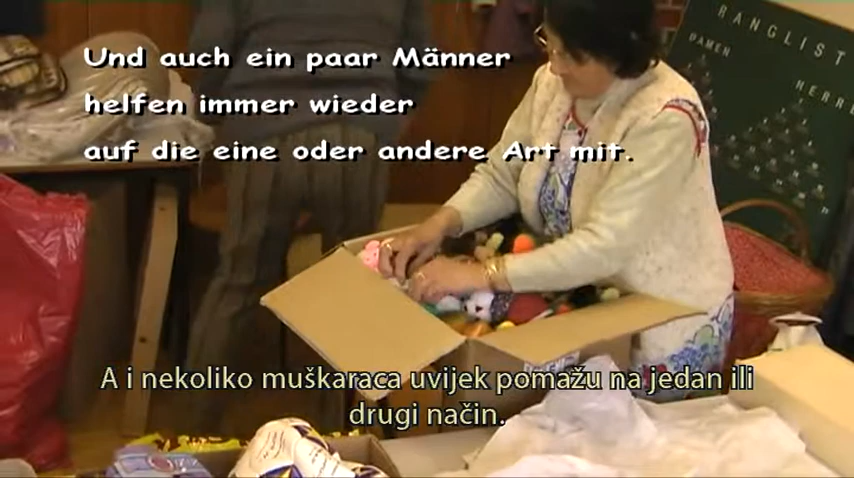 RANGLIST
DAMEN
HERRE
Und auch ein paar Männer
helfen immer wieder
auf die eine oder andere Art mit.
A i nekoliko muškaraca uvijek pomažu na jedan ili
drugi način.